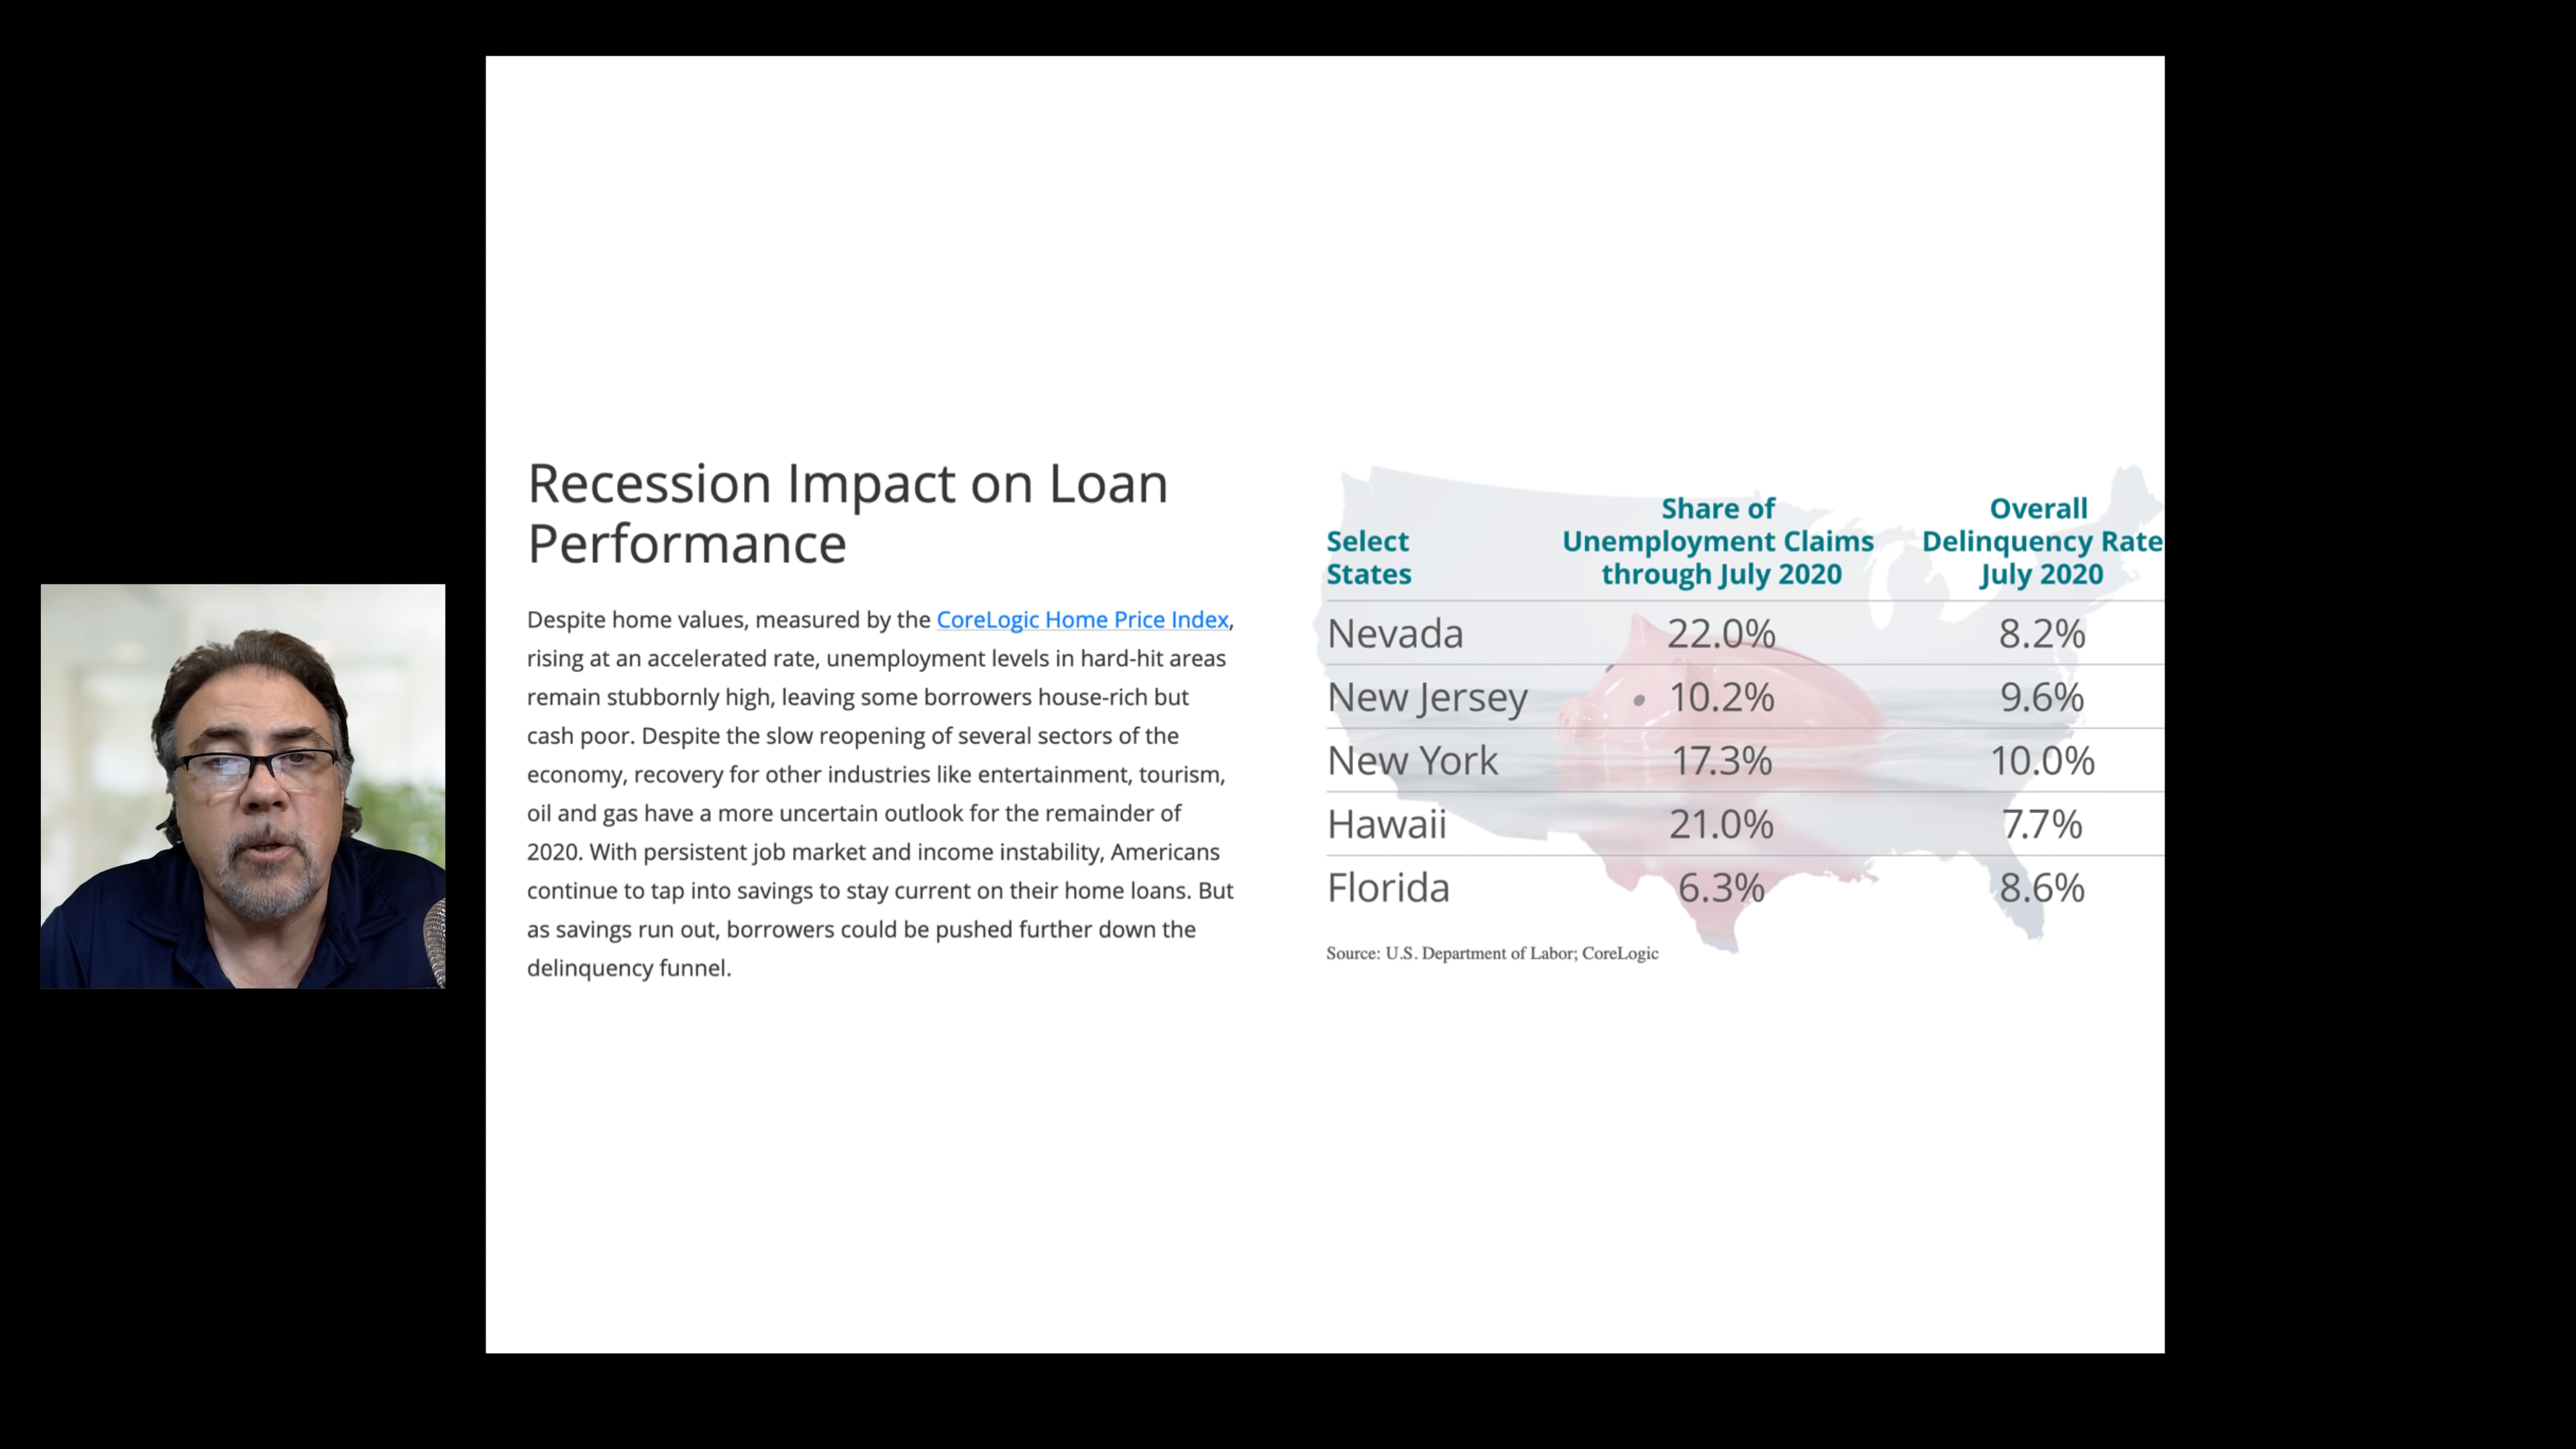 Recession Impact on Loan
Performance
Despite home values, measured by the CoreLogic Home Price Index,
rising at an accelerated rate, unemployment levels in hard-hit areas
remain stubbornly high, leaving some borrowers house-rich but
cash poor. Despite the slow reopening of several sectors of the
economy, recovery for other industries like entertainment, tourism,
oil and gas have a more uncertain outlook for the remainder of
2020. With persistent job market and income instability, Americans
continue to tap into savings to stay current on their home loans. But
as savings run out, borrowers could be pushed further down the
delinquency funnel.
Select States Share of Unemployment Claims through July 2020 Overall Delinquency Rate July 2020
Nevada 22.0% 8.2%
New Jersey 10.2% 9.6%
New York 17.3% 10.0%
Hawaii 21.0% 7.7%
Florida 6.3% 8.6%
Source: U.S. Department of Labor; CoreLogic